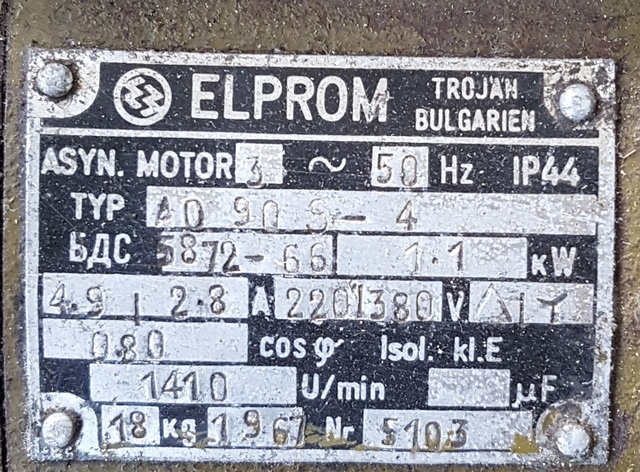 ELPROM TROJAN BULGARIEN
ASYN. MOTOR 3 ~ 50 Hz IP44
TYP AO 90 S-4
БДС 5872-66 1.1 kW
4.9 | 2.8 A 220/380 V △/Y
0.80 cos φ Isol. kl.E
1410 U/min µF
18 kg 1967 Nr 5103